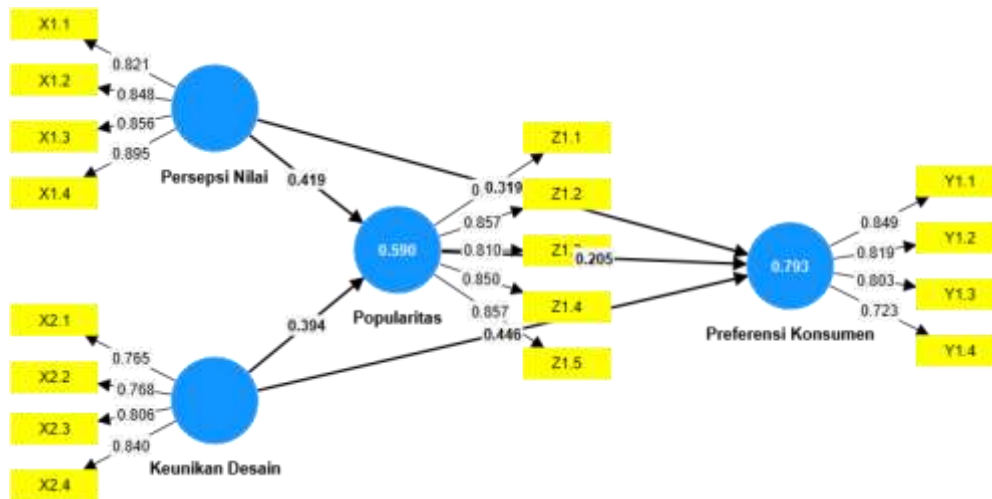 X1.1
X1.2
X1.3
X1.4
0.821
0.848
0.856
0.895
Persepsi Nilai
0.419
0.319
X2.1
X2.2
X2.3
X2.4
0.765
0.768
0.806
0.840
Keunikan Desain
0.394
0.446
0.590
Popularitas
0.857
0.810
0.850
0.857
Z1.1
Z1.2
Z1.4
Z1.5
0.205
0.793
Preferensi Konsumen
0.849
0.819
0.803
0.723
Y1.1
Y1.2
Y1.3
Y1.4